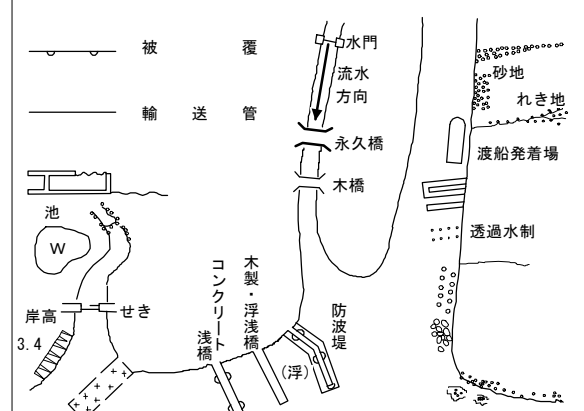 被覆
輸送管
池
W
岸高
3.4
せき
コンクリート
浅橋
木製・浮浅橋
(浮)
防波堤
水門
流水
方向
永久橋
木橋
砂地
れき地
渡船発着場
透過水制